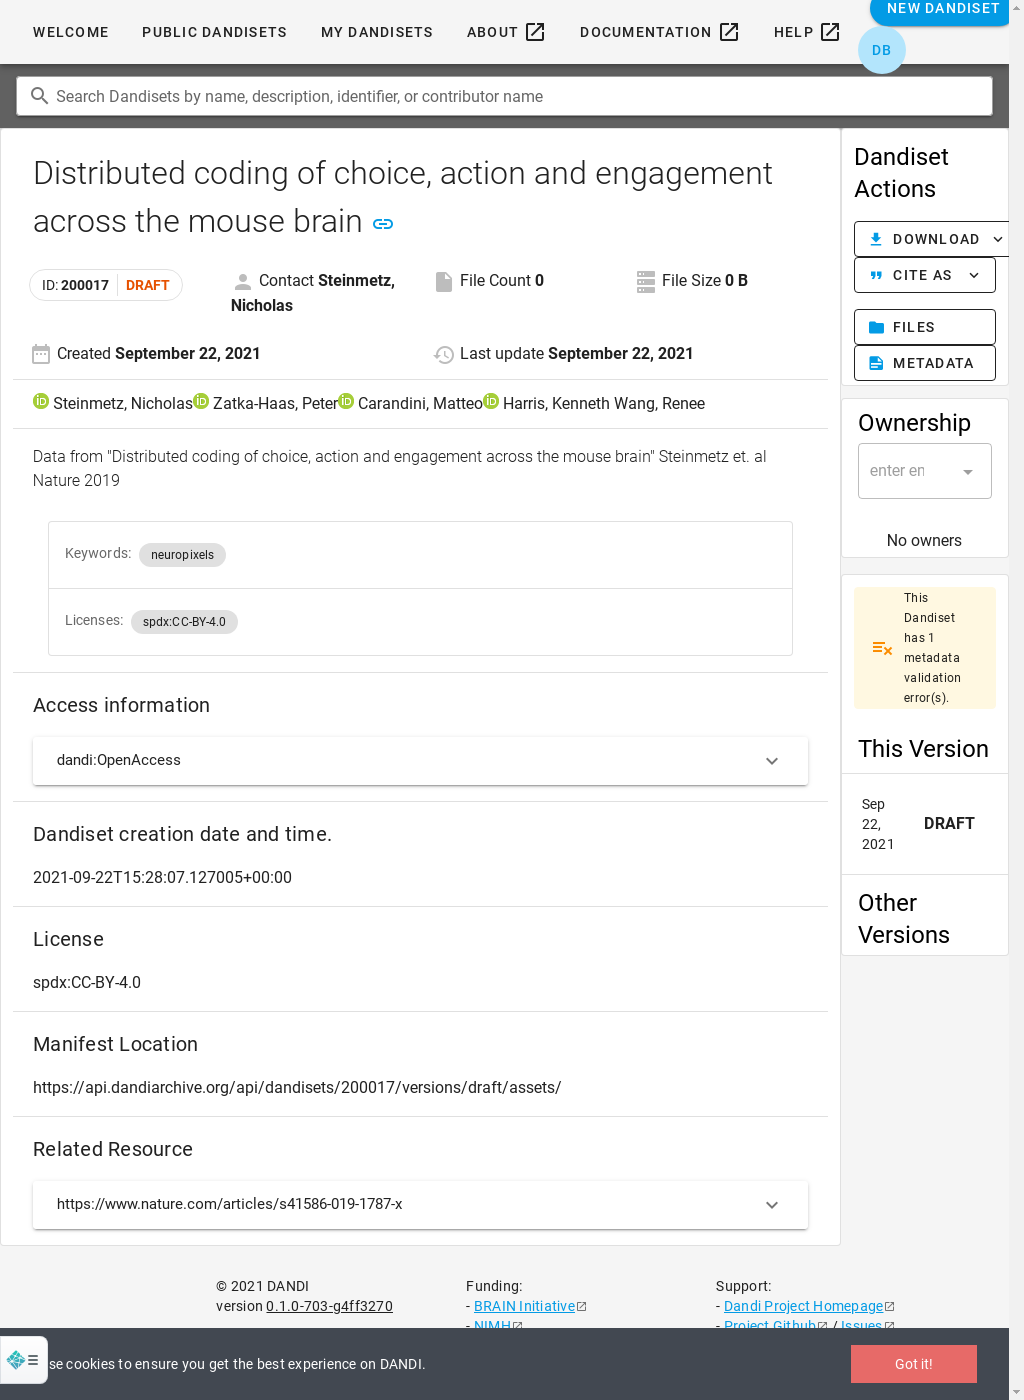 WELCOME PUBLIC DANDISETS MY DANDISETS ABOUT DOCUMENTATION HELP NEW DANDISET
DB
Search Dandisets by name, description, identifier, or contributor name
Distributed coding of choice, action and engagement
across the mouse brain
ID: 200017 DRAFT
Contact Steinmetz,
Nicholas
File Count 0
File Size 0 B
Created September 22, 2021
Last update September 22, 2021
Steinmetz, Nicholas Zatka-Haas, Peter Carandini, Matteo Harris, Kenneth Wang, Renee
Data from "Distributed coding of choice, action and engagement across the mouse brain" Steinmetz et. al
Nature 2019
Keywords: neuropixels
Licenses: spdx:CC-BY-4.0
Access information
dandi:OpenAccess
Dandiset creation date and time.
2021-09-22T15:28:07.127005+00:00
License
spdx:CC-BY-4.0
Manifest Location
https://api.dandiarchive.org/api/dandisets/200017/versions/draft/assets/
Related Resource
https://www.nature.com/articles/s41586-019-1787-x
Dandiset
Actions
DOWNLOAD
CITE AS
FILES
METADATA
Ownership
enter en
No owners
This
Dandiset
has 1
metadata
validation
error(s).
This Version
Sep
22,
2021
DRAFT
Other
Versions
© 2021 DANDI
version 0.1.0-703-g4ff3270
Funding:
- BRAIN Initiative
- NIMH
Support:
- Dandi Project Homepage
- Project Github / Issues
se cookies to ensure you get the best experience on DANDI.
Got it!